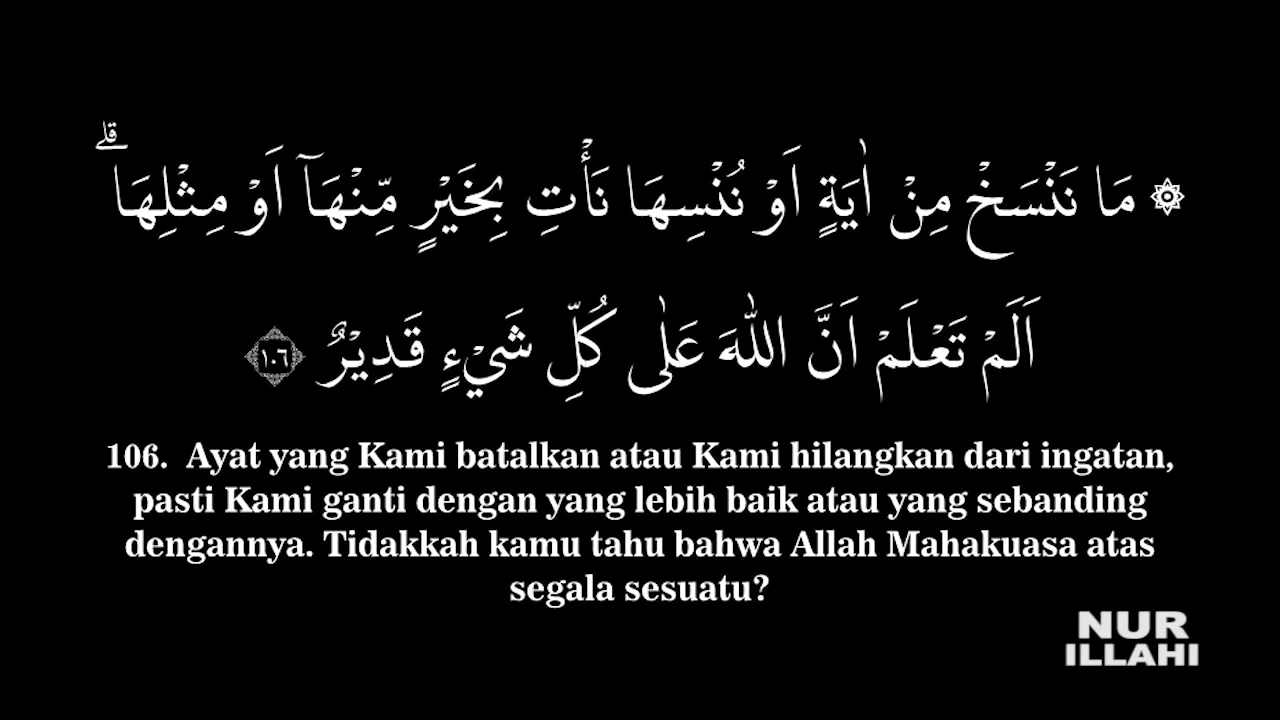 ۞ مَا نَنْسَخْ مِنْ اٰيَةٍ اَوْ نُنْسِهَا نَأْتِ بِخَيْرٍ مِّنْهَآ اَوْ مِثْلِهَا ۗ
اَلَمْ تَعْلَمْ اَنَّ اللّٰهَ عَلٰى كُلِّ شَيْءٍ قَدِيْرٌ ١٠٦
106. Ayat yang Kami batalkan atau Kami hilangkan dari ingatan,
pasti Kami ganti dengan yang lebih baik atau yang sebanding
dengannya. Tidakkah kamu tahu bahwa Allah Mahakuasa atas
segala sesuatu?
NUR
ILLAHI